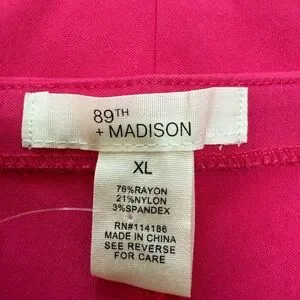 89TH
+ MADISON
XL
76%RAYON
21%NYLON
3%SPANDEX
RN#114186
MADE IN CHINA
SEE REVERSE
FOR CARE